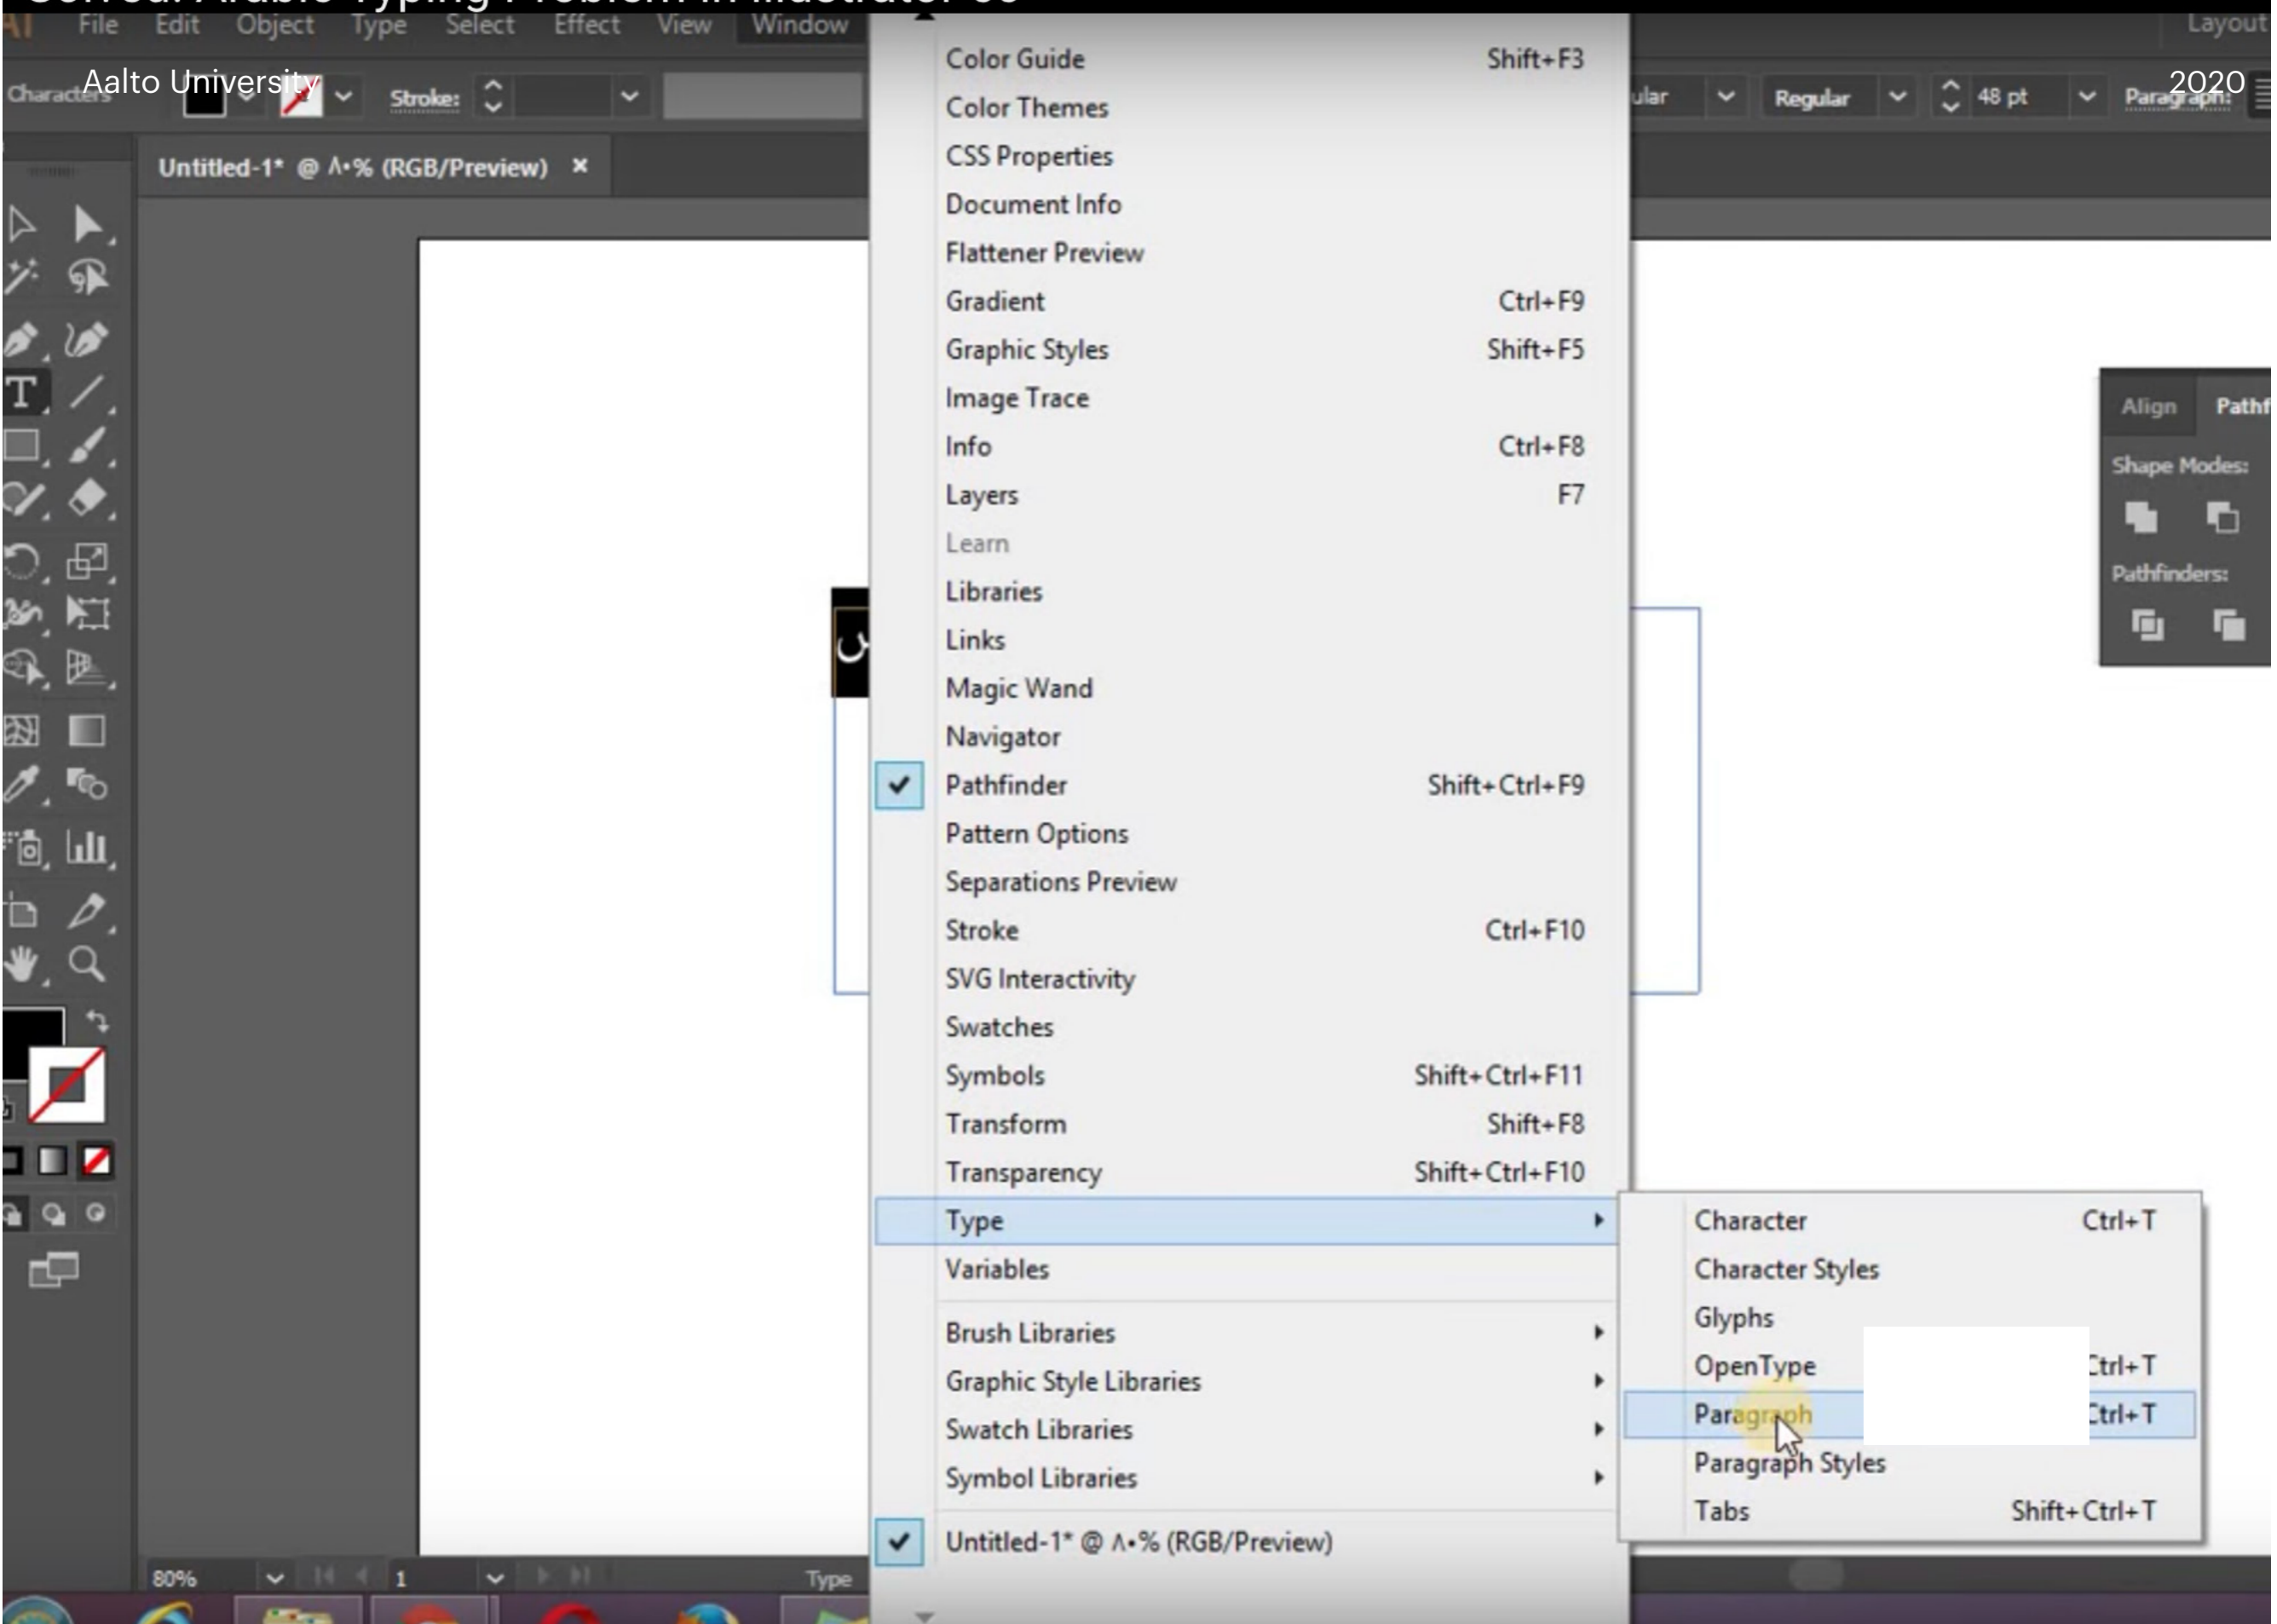 File Edit Object Type Select Effect View Window Layout
Aalto University 2020
Characters Stroke: Regular 48 pt Paragraph:
Untitled-1* @ ٨٠% (RGB/Preview) ×
Color Guide Shift+F3
Color Themes
CSS Properties
Document Info
Flattener Preview
Gradient Ctrl+F9
Graphic Styles Shift+F5
Image Trace
Info Ctrl+F8
Layers F7
Learn
Libraries
Links
Magic Wand
Navigator
Pathfinder Shift+Ctrl+F9
Pattern Options
Separations Preview
Stroke Ctrl+F10
SVG Interactivity
Swatches
Symbols Shift+Ctrl+F11
Transform Shift+F8
Transparency Shift+Ctrl+F10
Type
Variables
Brush Libraries
Graphic Style Libraries
Swatch Libraries
Symbol Libraries
Untitled-1* @ ٨٠% (RGB/Preview)
Character Ctrl+T
Character Styles
Glyphs
OpenType Ctrl+T
Paragraph Ctrl+T
Paragraph Styles
Tabs Shift+Ctrl+T
Align
Shape Modes:
Pathfinders:
80% 1 Type